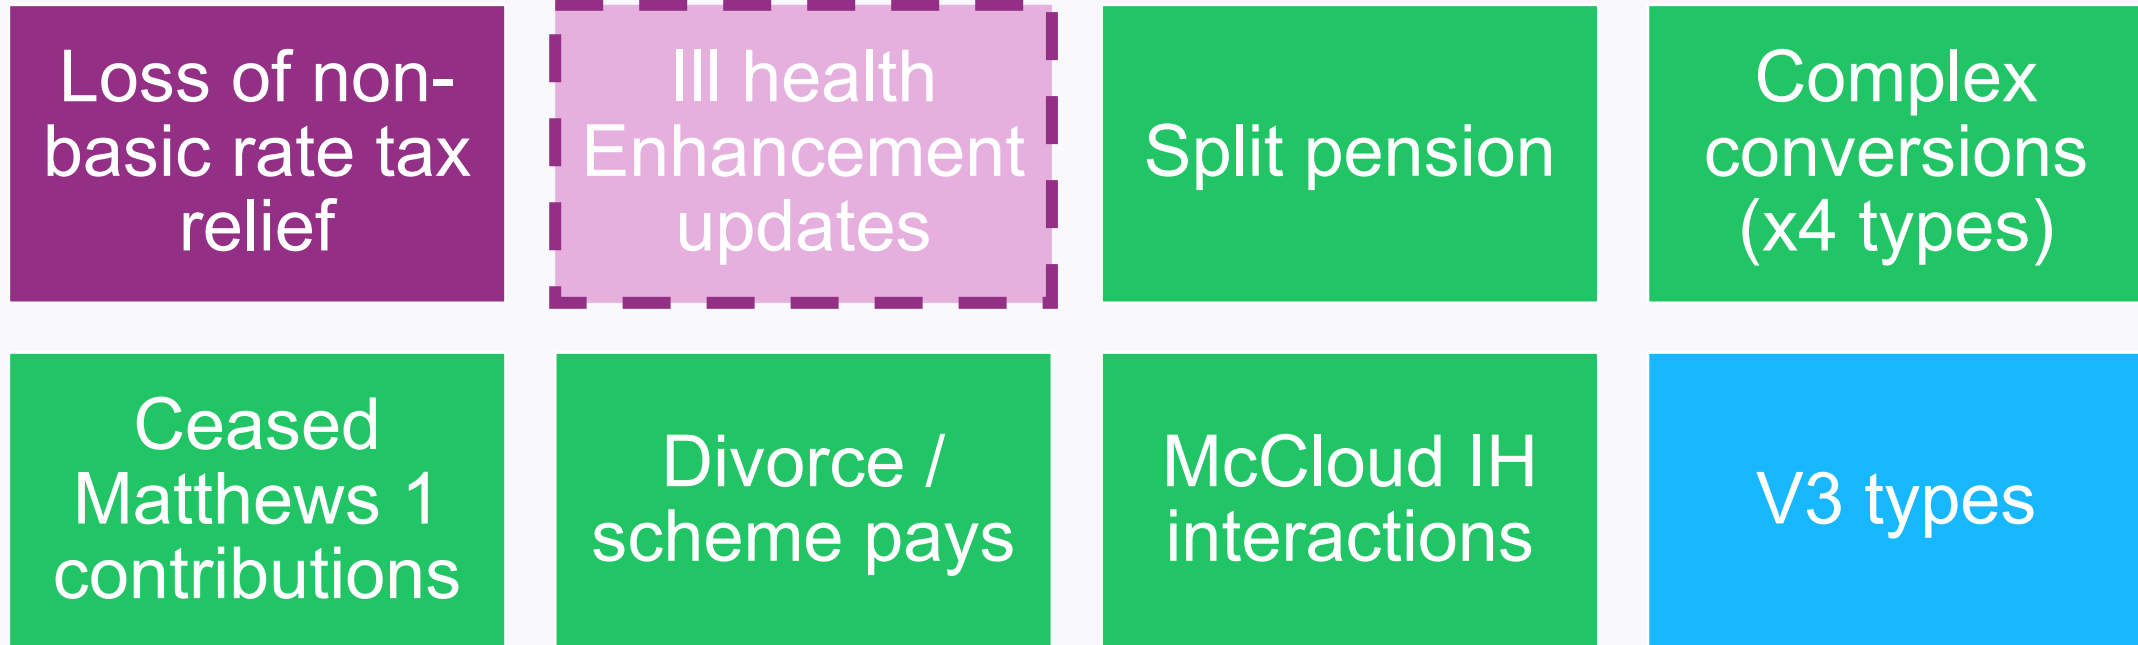 Loss of non-
basic rate tax
relief
Ill health
Enhancement
updates
Split pension
Complex
conversions
(x4 types)
Ceased
Matthews 1
contributions
Divorce /
scheme pays
McCloud IH
interactions
V3 types